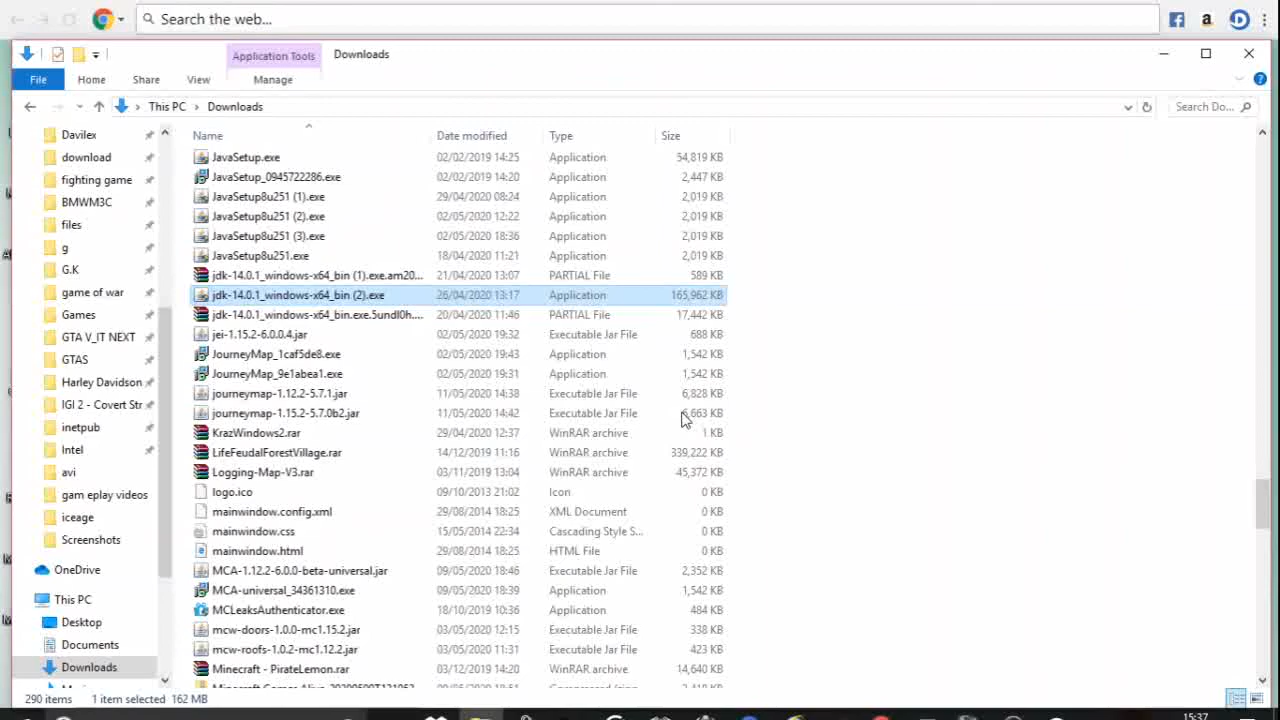 Search the web...
Application Tools Downloads
File Home Share View Manage
This PC > Downloads Search Do...
Name Date modified Type Size
Davilex
download
fighting game
BMWM3C
files
g
G.K
game of war
Games
GTA V_IT NEXT
GTAS
Harley Davidson
IGI 2 - Covert Str
inetpub
Intel
avi
gam eplay videos
iceage
Screenshots
OneDrive
This PC
Desktop
Documents
Downloads
JavaSetup.exe 02/02/2019 14:25 Application 54,819 KB
JavaSetup_0945722286.exe 02/02/2019 14:20 Application 2,447 KB
JavaSetup8u251 (1).exe 29/04/2020 08:24 Application 2,019 KB
JavaSetup8u251 (2).exe 02/05/2020 12:22 Application 2,019 KB
JavaSetup8u251 (3).exe 02/05/2020 18:36 Application 2,019 KB
JavaSetup8u251.exe 18/04/2020 11:21 Application 2,019 KB
jdk-14.0.1_windows-x64_bin (1).exe.am20... 21/04/2020 13:07 PARTIAL File 589 KB
jdk-14.0.1_windows-x64_bin (2).exe 26/04/2020 13:17 Application 165,962 KB
jdk-14.0.1_windows-x64_bin.exe.5undl0h.... 20/04/2020 11:46 PARTIAL File 17,442 KB
jei-1.15.2-6.0.0.4.jar 02/05/2020 19:32 Executable Jar File 688 KB
JourneyMap_1caf5de8.exe 02/05/2020 19:43 Application 1,542 KB
JourneyMap_9e1abea1.exe 02/05/2020 19:31 Application 1,542 KB
journeymap-1.12.2-5.7.1.jar 11/05/2020 14:38 Executable Jar File 6,828 KB
journeymap-1.15.2-5.7.0b2.jar 11/05/2020 14:42 Executable Jar File 6,663 KB
KrazWindows2.rar 29/04/2020 12:37 WinRAR archive 1 KB
LifeFeudalForestVillage.rar 14/12/2019 11:16 WinRAR archive 339,222 KB
Logging-Map-V3.rar 03/11/2019 13:04 WinRAR archive 45,372 KB
logo.ico 09/10/2013 21:02 Icon 0 KB
mainwindow.config.xml 29/08/2014 18:25 XML Document 0 KB
mainwindow.css 15/05/2014 22:34 Cascading Style S... 0 KB
mainwindow.html 29/08/2014 18:25 HTML File 0 KB
MCA-1.12.2-6.0.0-beta-universal.jar 09/05/2020 18:46 Executable Jar File 2,352 KB
MCA-universal_34361310.exe 09/05/2020 18:39 Application 1,542 KB
MCLeaksAuthenticator.exe 18/10/2019 10:36 Application 484 KB
mcw-doors-1.0.0-mc1.15.2.jar 03/05/2020 12:15 Executable Jar File 338 KB
mcw-roofs-1.0.2-mc1.12.2.jar 03/05/2020 11:31 Executable Jar File 423 KB
Minecraft - PirateLemon.rar 03/12/2019 14:20 WinRAR archive 14,640 KB
290 items 1 item selected 162 MB
15:37